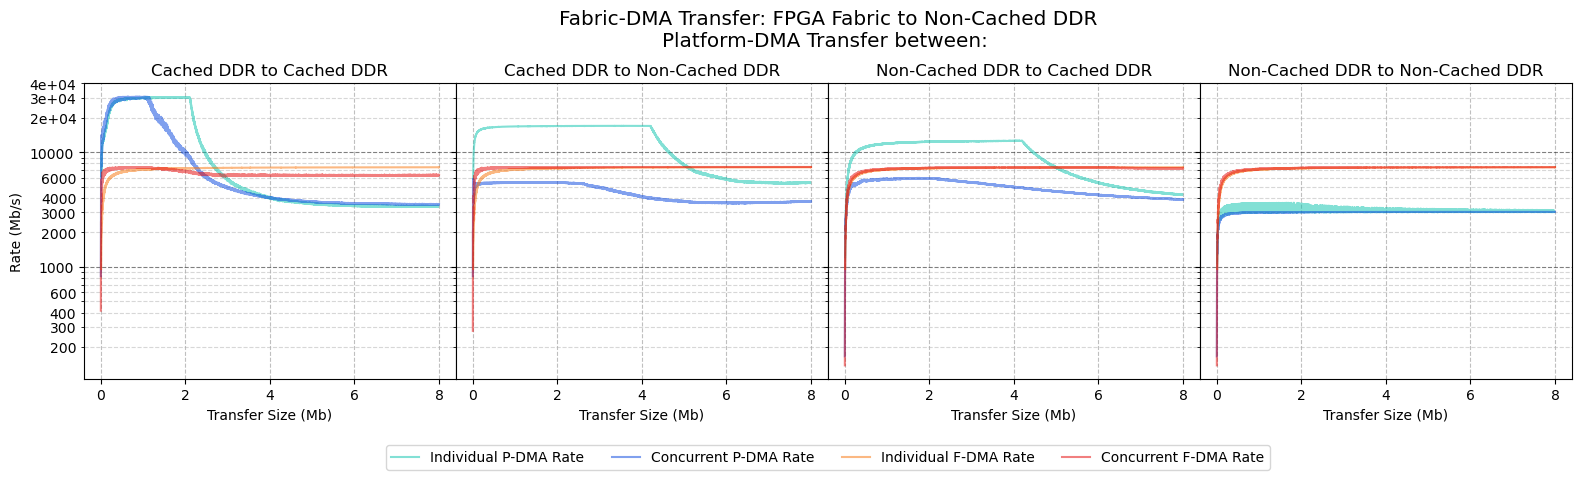 Fabric-DMA Transfer: FPGA Fabric to Non-Cached DDR
Platform-DMA Transfer between:
Cached DDR to Cached DDR
Cached DDR to Non-Cached DDR
Non-Cached DDR to Cached DDR
Non-Cached DDR to Non-Cached DDR
Rate (Mb/s)
4e+04
3e+04
2e+04
10000
6000
4000
3000
2000
1000
600
400
300
200
0 2 4 6 8
0 2 4 6 8
0 2 4 6 8
0 2 4 6 8
Transfer Size (Mb)
Transfer Size (Mb)
Transfer Size (Mb)
Transfer Size (Mb)
Individual P-DMA Rate
Concurrent P-DMA Rate
Individual F-DMA Rate
Concurrent F-DMA Rate